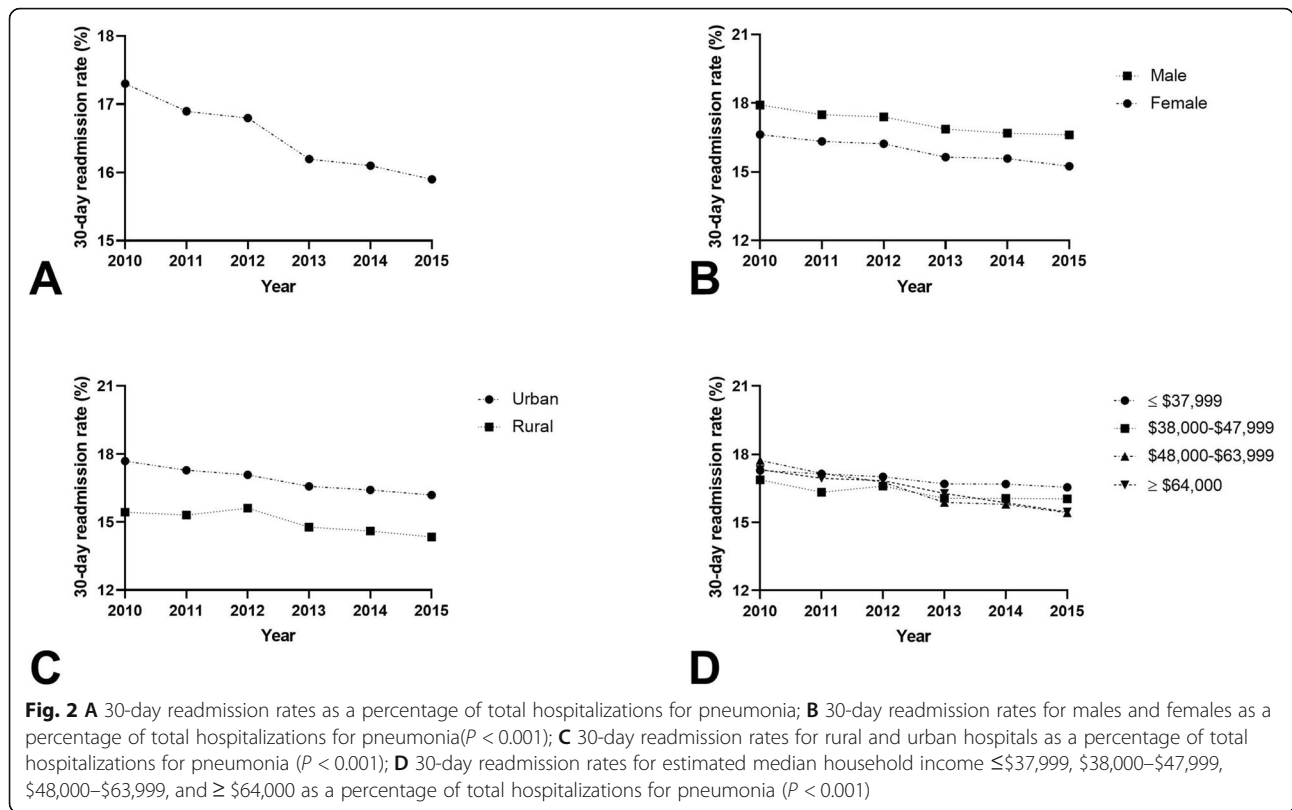 18
17
16
15
30-day readmission rate (%)
2010 2011 2012 2013 2014 2015
Year
A
21
18
15
12
30-day readmission rate (%)
2010 2011 2012 2013 2014 2015
Year
Male
Female
B
21
18
15
12
30-day readmission rate (%)
2010 2011 2012 2013 2014 2015
Year
Urban
Rural
C
21
18
15
12
30-day readmission rate (%)
2010 2011 2012 2013 2014 2015
Year
≤ $37,999
$38,000-$47,999
$48,000-$63,999
≥ $64,000
D
Fig. 2 A 30-day readmission rates as a percentage of total hospitalizations for pneumonia; B 30-day readmission rates for males and females as a
percentage of total hospitalizations for pneumonia(P < 0.001); C 30-day readmission rates for rural and urban hospitals as a percentage of total
hospitalizations for pneumonia (P < 0.001); D 30-day readmission rates for estimated median household income ≤$37,999, $38,000–$47,999,
$48,000–$63,999, and ≥ $64,000 as a percentage of total hospitalizations for pneumonia (P < 0.001)